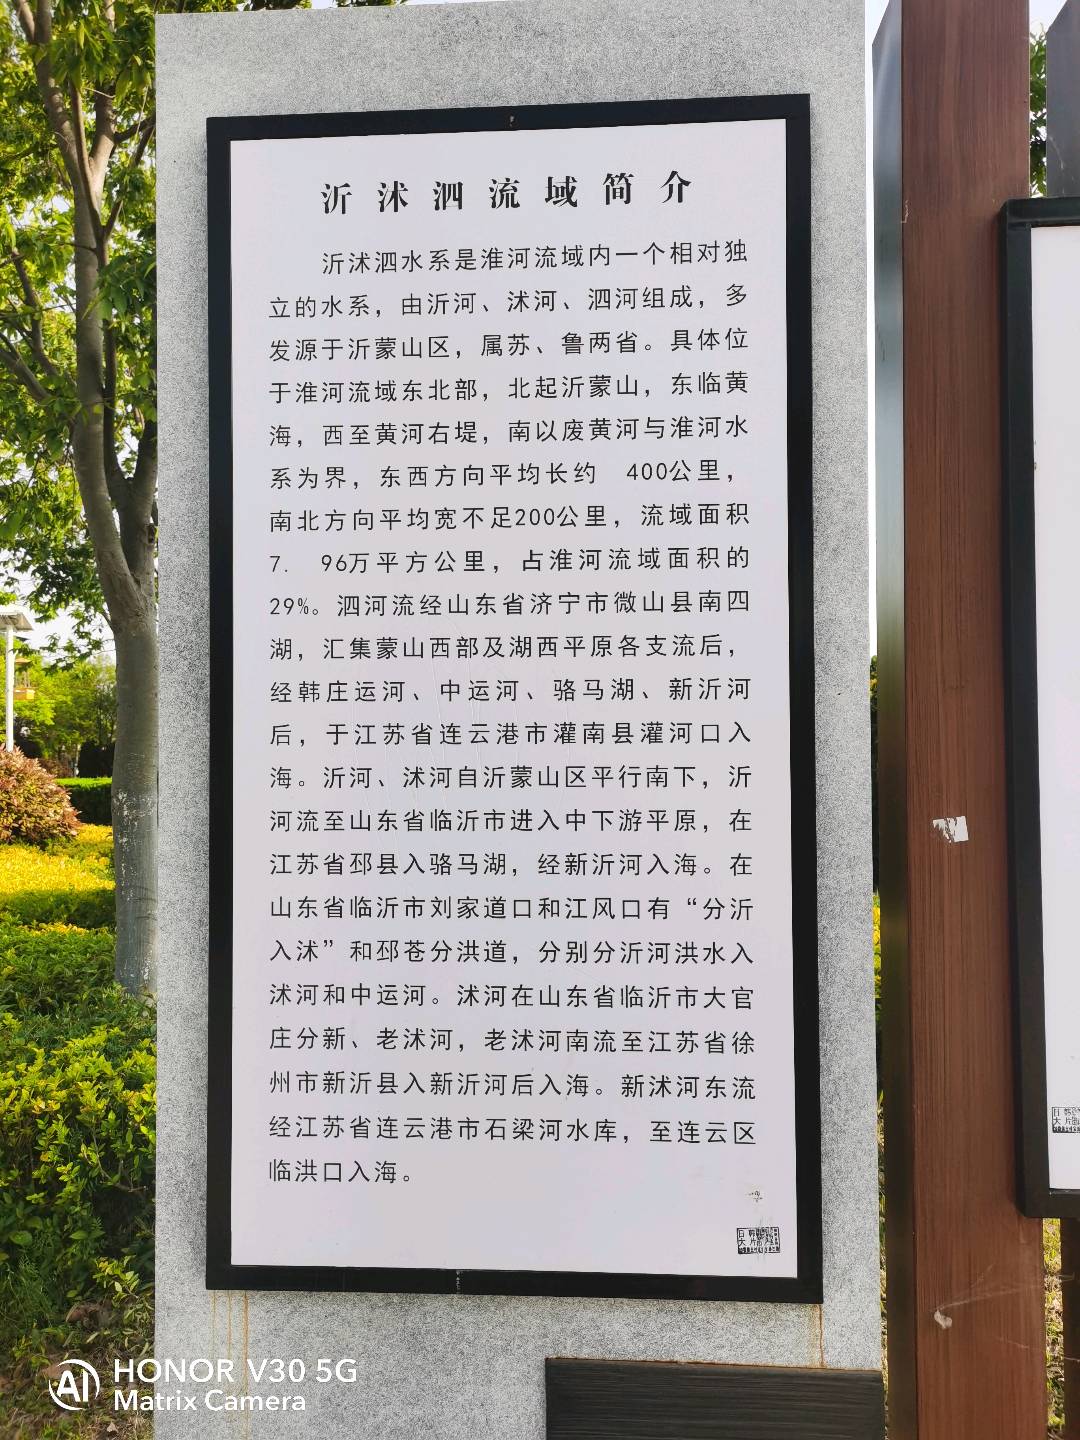 沂沭泗流域简介
沂沭泗水系是淮河流域内一个相对独
立的水系，由沂河、沭河、泗河组成，多
发源于沂蒙山区，属苏、鲁两省。具体位
于淮河流域东北部，北起沂蒙山，东临黄
海，西至黄河右堤，南以废黄河与淮河水
系为界，东西方向平均长约 400公里，
南北方向平均宽不足200公里，流域面积
7. 96万平方公里，占淮河流域面积的
29%。泗河流经山东省济宁市微山县南四
湖，汇集蒙山西部及湖西平原各支流后，
经韩庄运河、中运河、骆马湖、新沂河
后，于江苏省连云港市灌南县灌河口入
海。沂河、沭河自沂蒙山区平行南下，沂
河流至山东省临沂市进入中下游平原，在
江苏省邳县入骆马湖，经新沂河入海。在
山东省临沂市刘家道口和江风口有“分沂
入沭”和邳苍分洪道，分别分沂河洪水入
沭河和中运河。沭河在山东省临沂市大官
庄分新、老沭河，老沭河南流至江苏省徐
州市新沂县入新沂河后入海。新沭河东流
经江苏省连云港市石梁河水库，至连云区
临洪口入海。
HONOR V30 5G
Matrix Camera